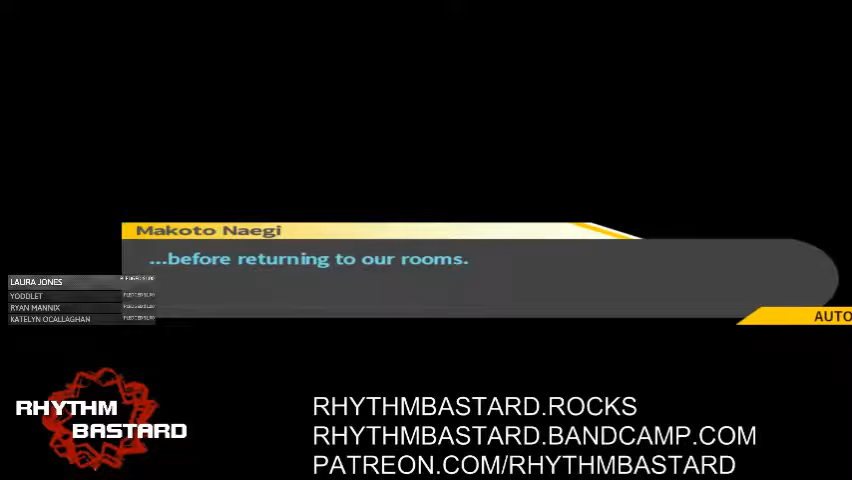 Makoto Naegi
...before returning to our rooms.
LAURA JONES
YODDLET
RYAN MANNIX
KATELYN OCALLAGHAN
AUTO
RHYTHM
BASTARD
RHYTHMBASTARD.ROCKS
RHYTHMBASTARD.BANDCAMP.COM
PATREON.COM/RHYTHMBASTARD